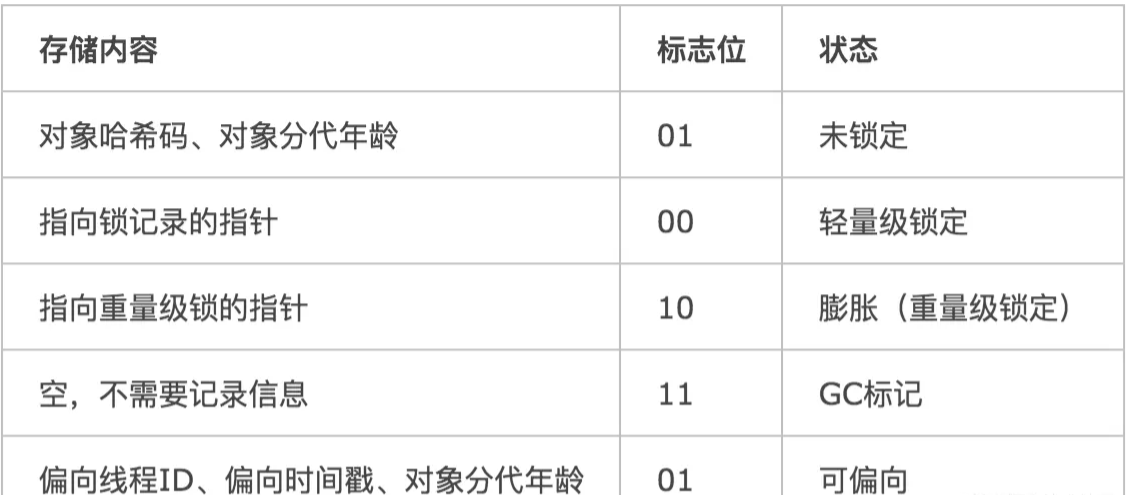 存储内容 标志位 状态
对象哈希码、对象分代年龄 01 未锁定
指向锁记录的指针 00 轻量级锁定
指向重量级锁的指针 10 膨胀（重量级锁定）
空，不需要记录信息 11 GC标记
偏向线程ID、偏向时间戳、对象分代年龄 01 可偏向